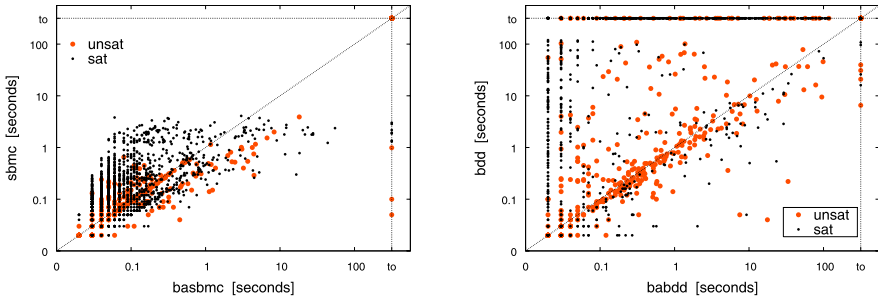 to
100
10
1
0.1
0
sbmc [seconds]
unsat
sat
0
0.1
1
10
100
to
basbmc [seconds]
to
100
10
1
0.1
0
bdd [seconds]
unsat
sat
0
0.1
1
10
100
to
babdd [seconds]